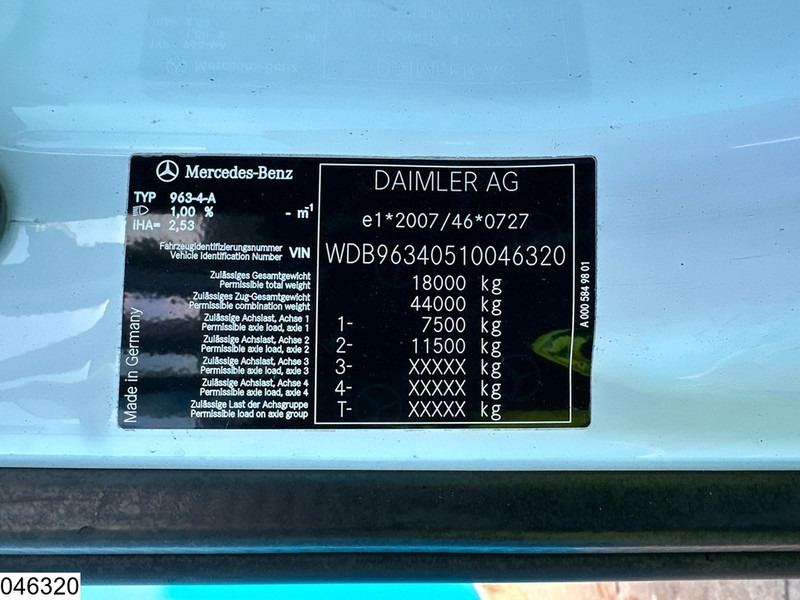 Mercedes-Benz
TYP 963-4-A
1,00 % - m-1
iHA= 2,53
DAIMLER AG
e1*2007/46*0727
Fahrzeugidentifizierungsnummer
Vehicle Identification Number VIN WDB96340510046320
Zulässiges Gesamtgewicht
Permissible total weight 18000 kg
Zulässiges Zug-Gesamtgewicht
Permissible combination weight 44000 kg
Zulässige Achslast, Achse 1
Permissible axle load, axle 1 1- 7500 kg
Zulässige Achslast, Achse 2
Permissible axle load, axle 2 2- 11500 kg
Zulässige Achslast, Achse 3
Permissible axle load, axle 3 3- XXXXX kg
Zulässige Achslast, Achse 4
Permissible axle load, axle 4 4- XXXXX kg
Zulässige Last der Achsgruppe
Permissible load on axle group T- XXXXX kg
Made in Germany
A 000 584 98 01
046320